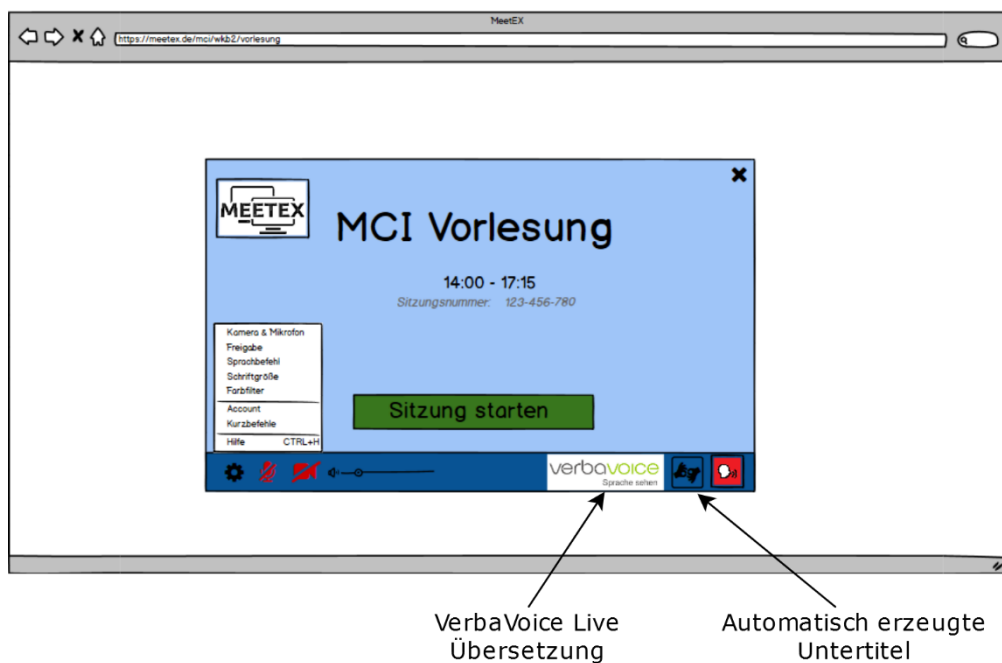 MeetEX
https://meetex.de/mci/wkb2/vorlesung
MEETEX
MCI Vorlesung
14:00 - 17:15
Sitzungsnummer: 123-456-780
Kamera & Mikrofon
Freigabe
Sprachbefehl
Schriftgröße
Farbfilter
Account
Kurzbefehle
Hilfe CTRL+H
Sitzung starten
verbavoice
Sprache sehen
VerbaVoice Live
Übersetzung
Automatisch erzeugte
Untertitel